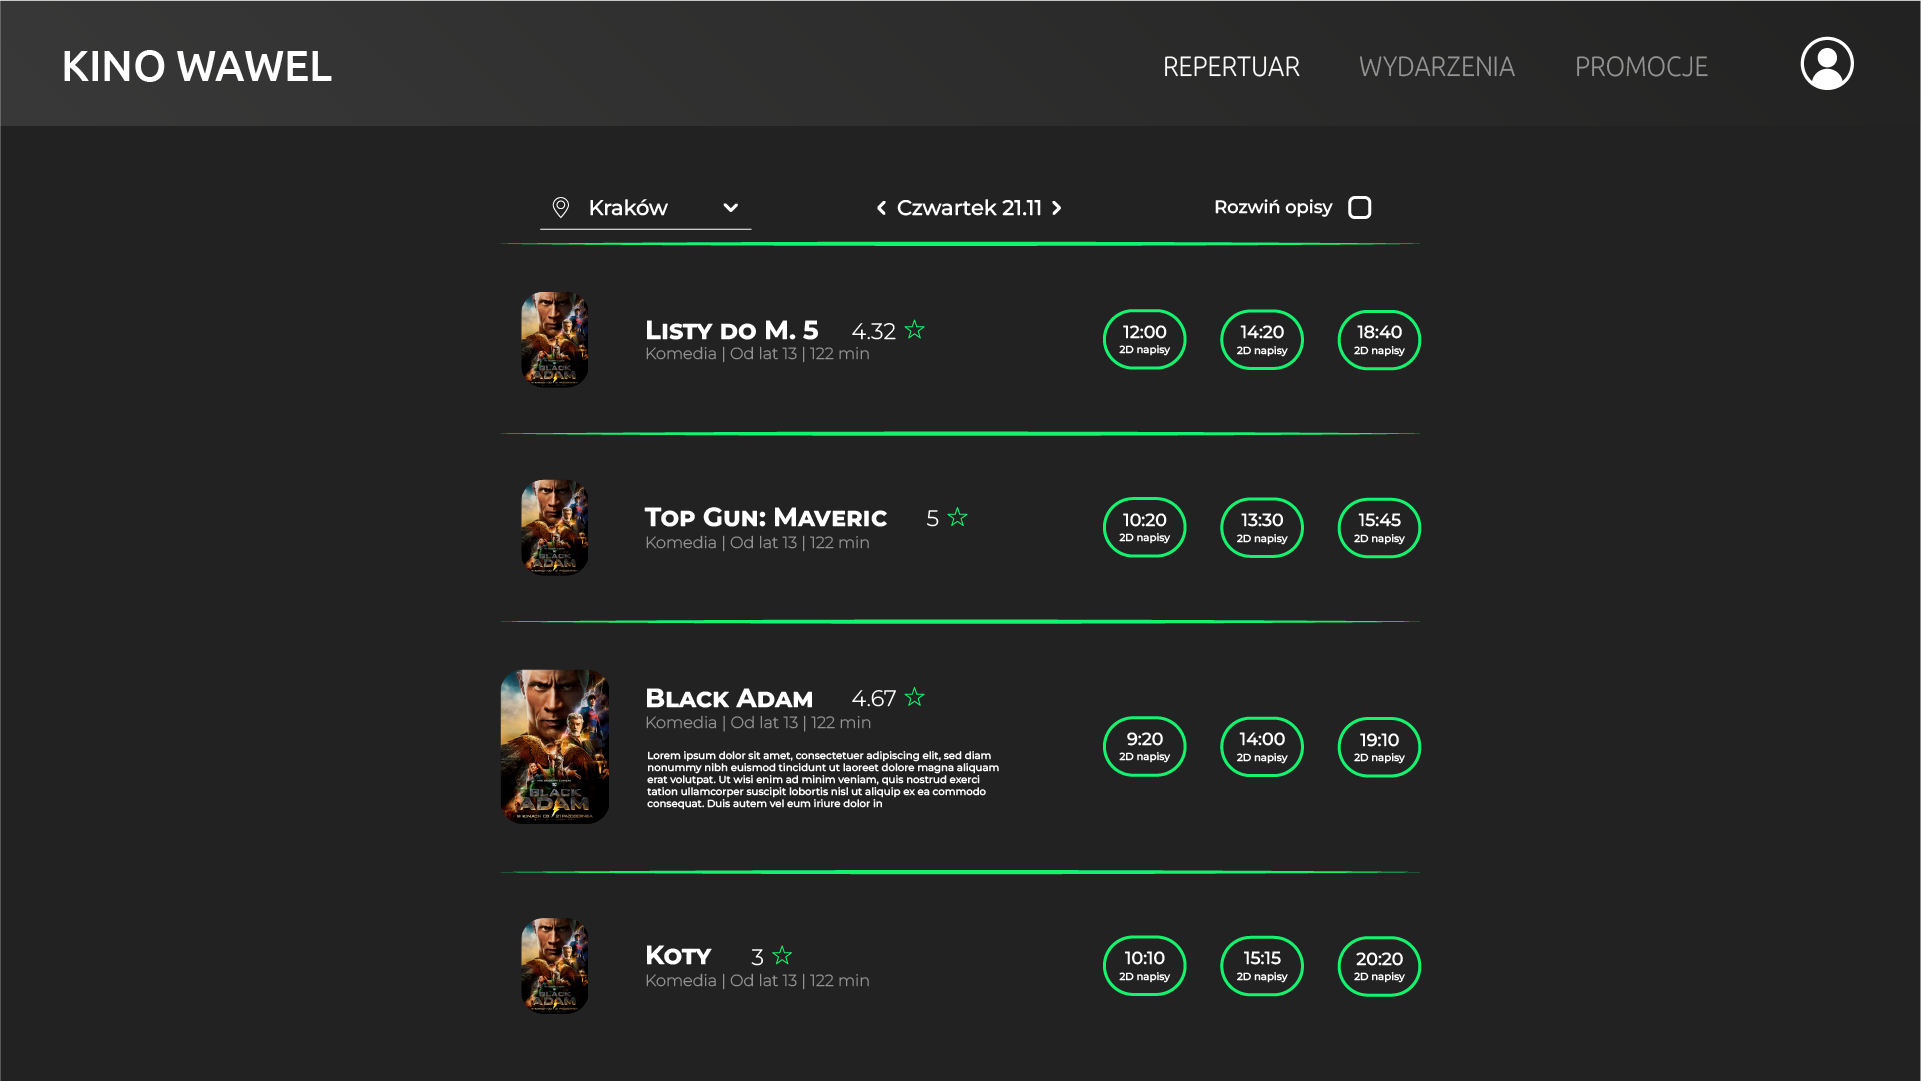 KINO WAWEL
REPERTUAR WYDARZENIA PROMOCJE
Kraków
Czwartek 21.11
Rozwiń opisy
BLACK
ADAM
LISTY DO M. 5 4.32
Komedia | Od lat 13 | 122 min
12:00 14:20 18:40
2D napisy 2D napisy 2D napisy
BLACK
ADAM
TOP GUN: MAVERIC 5
Komedia | Od lat 13 | 122 min
10:20 13:30 15:45
2D napisy 2D napisy 2D napisy
BLACK
ADAM
W KINACH OD 21 PAŹDZIERNIKA
BLACK ADAM 4.67
Komedia | Od lat 13 | 122 min
Lorem ipsum dolor sit amet, consectetuer adipiscing elit, sed diam
nonummy nibh euismod tincidunt ut laoreet dolore magna aliquam
erat volutpat. Ut wisi enim ad minim veniam, quis nostrud exerci
tation ullamcorper suscipit lobortis nisl ut aliquip ex ea commodo
consequat. Duis autem vel eum iriure dolor in
9:20 14:00 19:10
2D napisy 2D napisy 2D napisy
BLACK
ADAM
KOTY 3
Komedia | Od lat 13 | 122 min
10:10 15:15 20:20
2D napisy 2D napisy 2D napisy